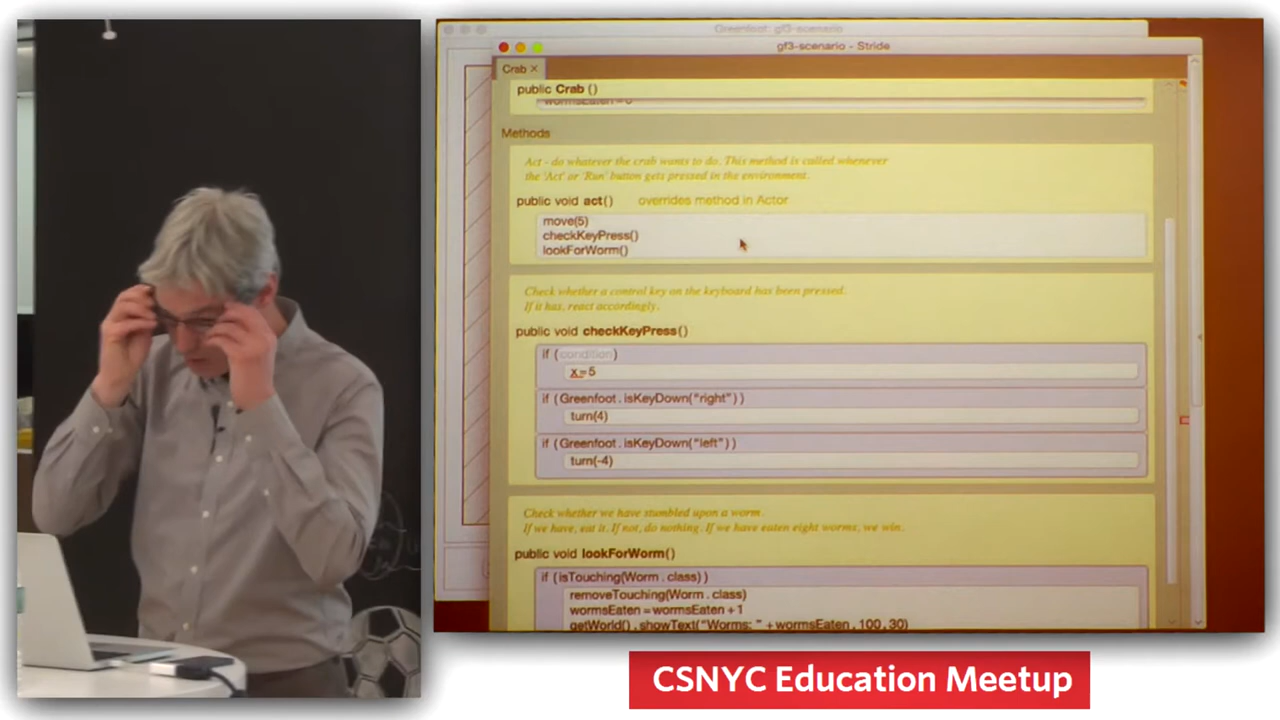 Greenfoot: gf3-scenario
gf3-scenario - Stride
Crab ×
public Crab ()
wormsEaten = 0
Methods
Act - do whatever the crab wants to do. This method is called whenever
the 'Act' or 'Run' button gets pressed in the environment.
public void act() overrides method in Actor
move(5)
checkKeyPress()
lookForWorm()
Check whether a control key on the keyboard has been pressed.
If it has, react accordingly.
public void checkKeyPress()
if (condition)
x=5
if (Greenfoot . isKeyDown("right"))
turn(4)
if (Greenfoot . isKeyDown("left"))
turn(-4)
Check whether we have stumbled upon a worm.
If we have, eat it. If not, do nothing. If we have eaten eight worms, we win.
public void lookForWorm()
if (isTouching(Worm . class))
removeTouching(Worm . class)
wormsEaten = wormsEaten + 1
getWorld() . showText("Worms: " + wormsEaten , 100 , 30)
CSNYC Education Meetup